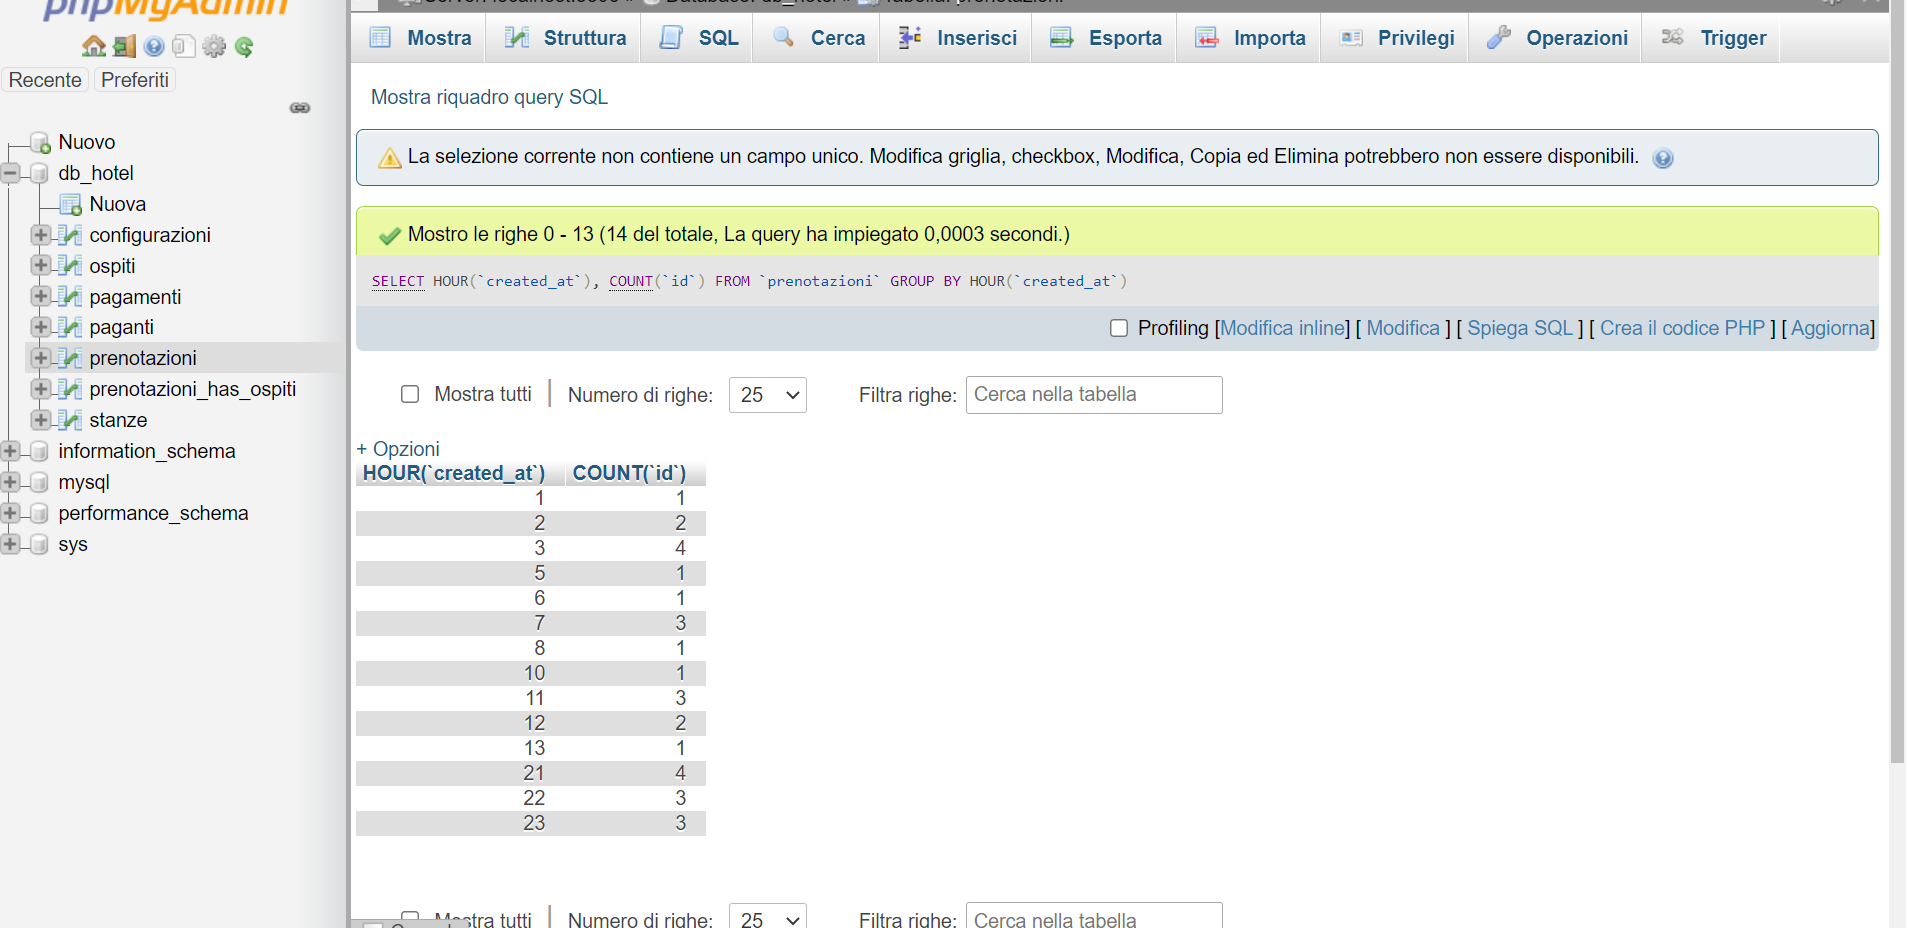 phpMyAdmin
Recente Preferiti
Nuovo
db_hotel
Nuova
configurazioni
ospiti
pagamenti
paganti
prenotazioni
prenotazioni_has_ospiti
stanze
information_schema
mysql
performance_schema
sys
Server: localhost:3306 » Database: db_hotel » Tabella: prenotazioni
Mostra Struttura SQL Cerca Inserisci Esporta Importa Privilegi Operazioni Trigger
Mostra riquadro query SQL
La selezione corrente non contiene un campo unico. Modifica griglia, checkbox, Modifica, Copia ed Elimina potrebbero non essere disponibili.
Mostro le righe 0 - 13 (14 del totale, La query ha impiegato 0,0003 secondi.)
SELECT HOUR(`created_at`), COUNT(`id`) FROM `prenotazioni` GROUP BY HOUR(`created_at`)
Profiling [Modifica inline] [ Modifica ] [ Spiega SQL ] [ Crea il codice PHP ] [ Aggiorna]
Mostra tutti | Numero di righe: 25 Filtra righe: Cerca nella tabella
+ Opzioni
HOUR(`created_at`) COUNT(`id`)
1 1
2 2
3 4
5 1
6 1
7 3
8 1
10 1
11 3
12 2
13 1
21 4
22 3
23 3
Mostra tutti | Numero di righe: 25 Filtra righe: Cerca nella tabella